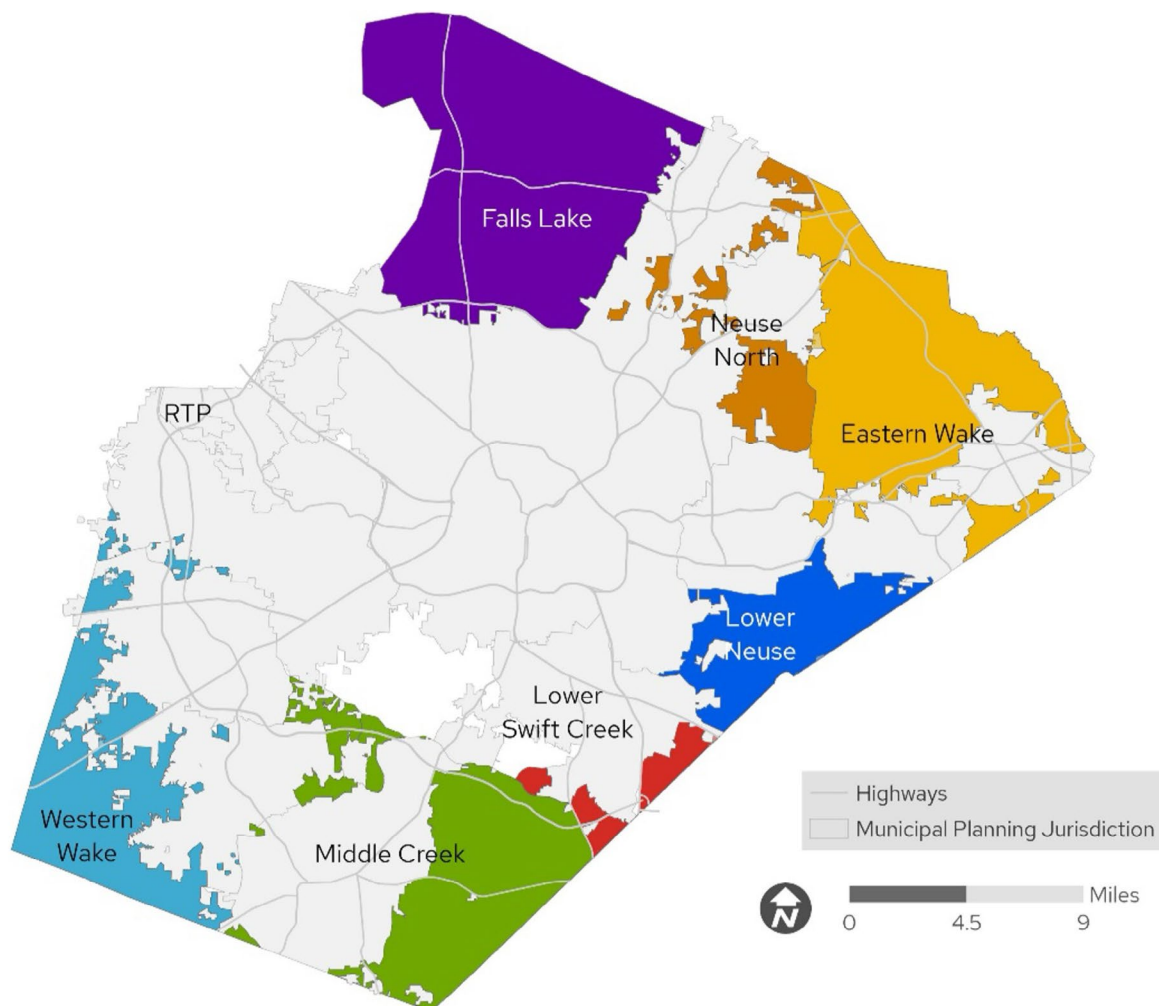 Falls Lake
Neuse
North
RTP
Eastern Wake
Lower
Neuse
Lower
Swift Creek
Western
Wake
Middle Creek
Highways
Municipal Planning Jurisdiction
N
Miles
0 4.5 9